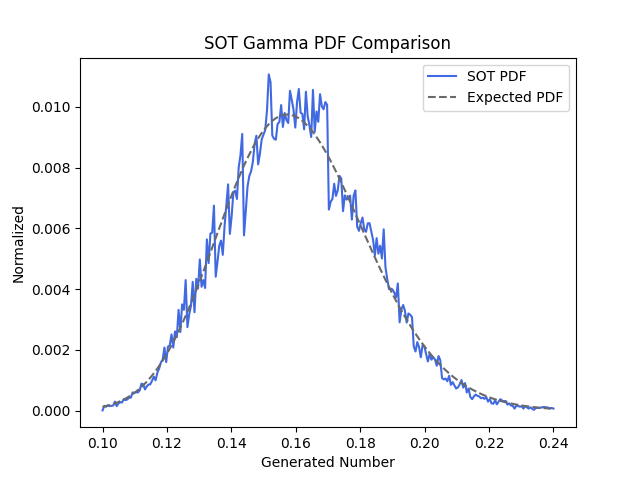 SOT Gamma PDF Comparison
SOT PDF
Expected PDF
Normalized
0.010
0.008
0.006
0.004
0.002
0.000
0.10 0.12 0.14 0.16 0.18 0.20 0.22 0.24
Generated Number